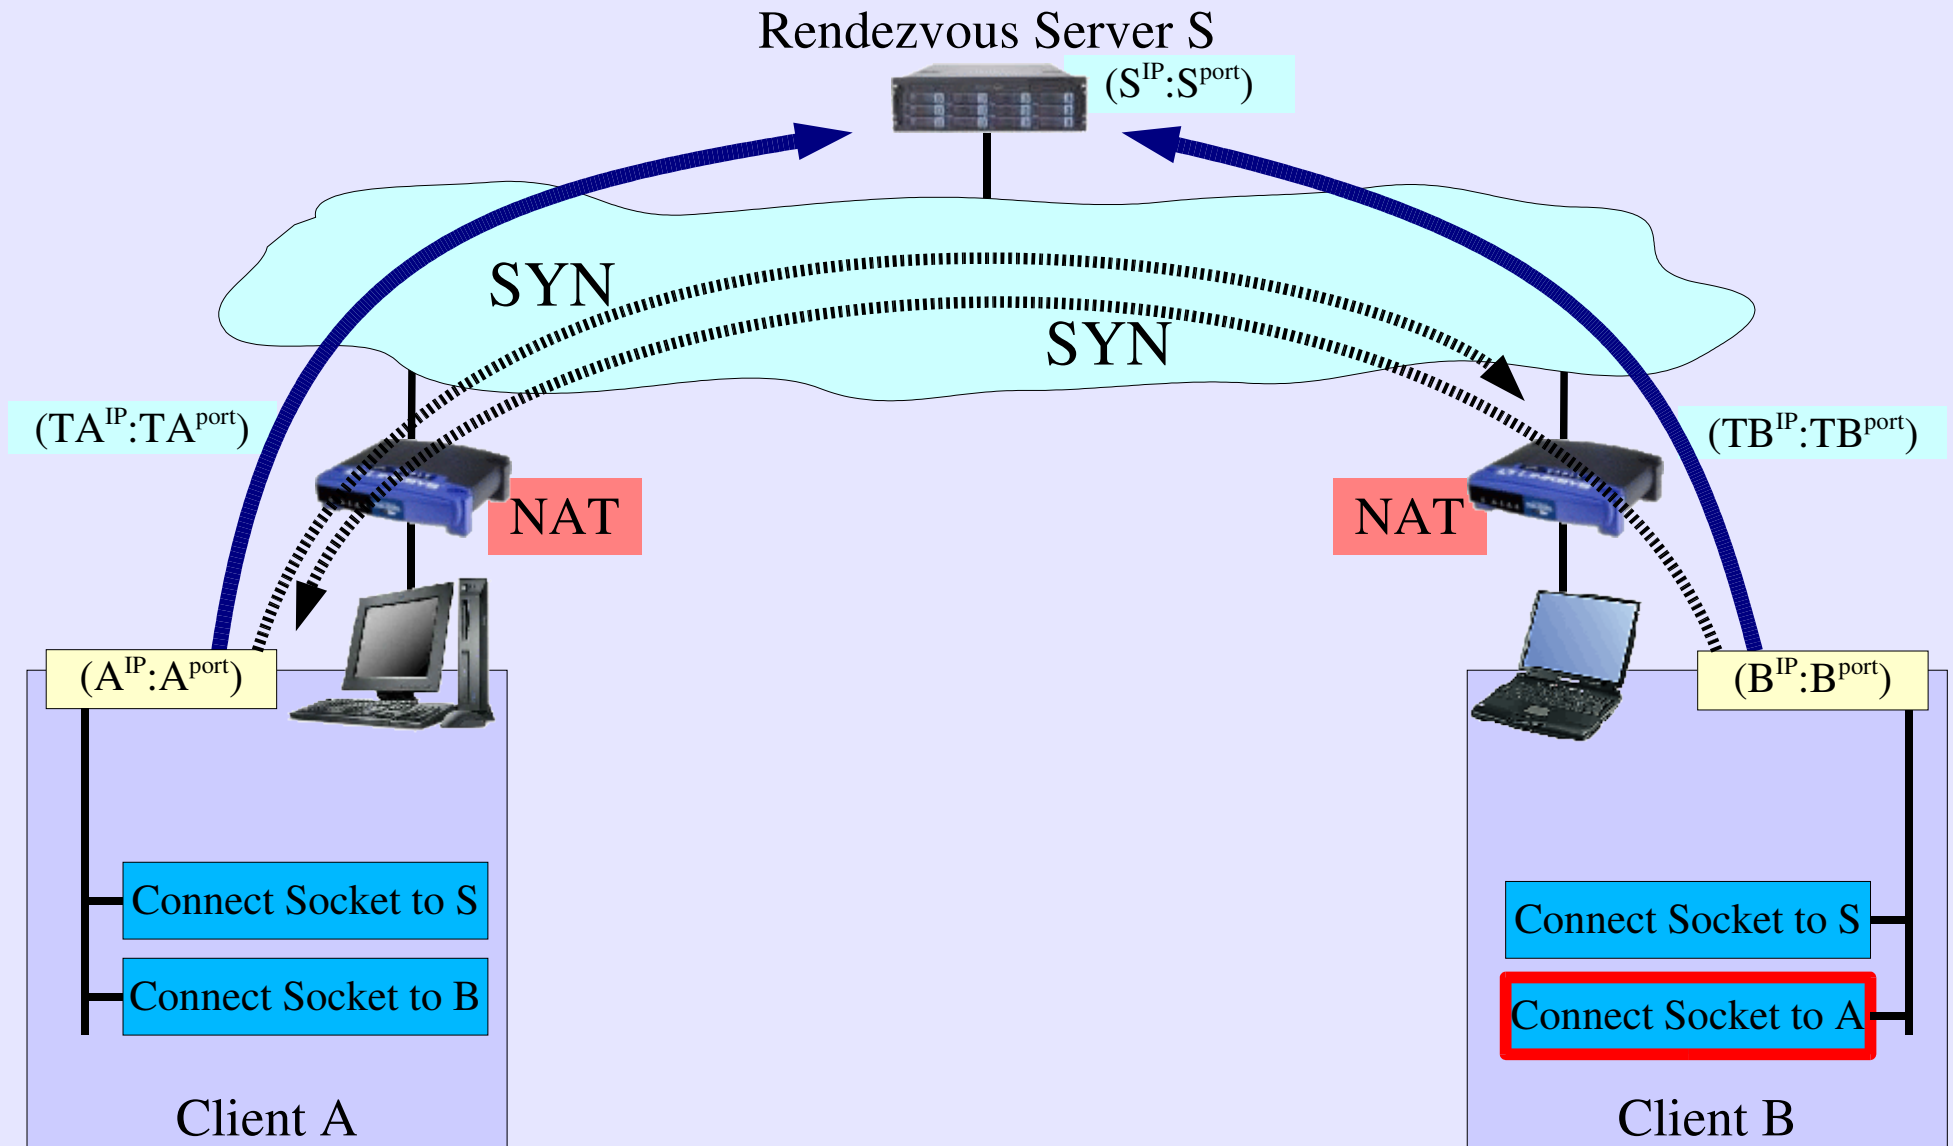 Rendezvous Server S
(S^IP:S^port)
SYN
SYN
(TA^IP:TA^port)
(TB^IP:TB^port)
NAT
NAT
(A^IP:A^port)
(B^IP:B^port)
Connect Socket to S
Connect Socket to S
Connect Socket to B
Connect Socket to A
Client A
Client B